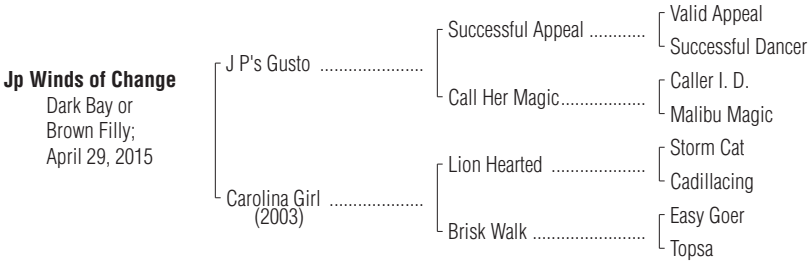 Jp Winds of Change
Dark Bay or
Brown Filly;
April 29, 2015
J P's Gusto ......................
Carolina Girl ....................
(2003)
Successful Appeal ............
Call Her Magic..................
Lion Hearted ....................
Brisk Walk ........................
Valid Appeal
Successful Dancer
Caller I. D.
Malibu Magic
Storm Cat
Cadillacing
Easy Goer
Topsa